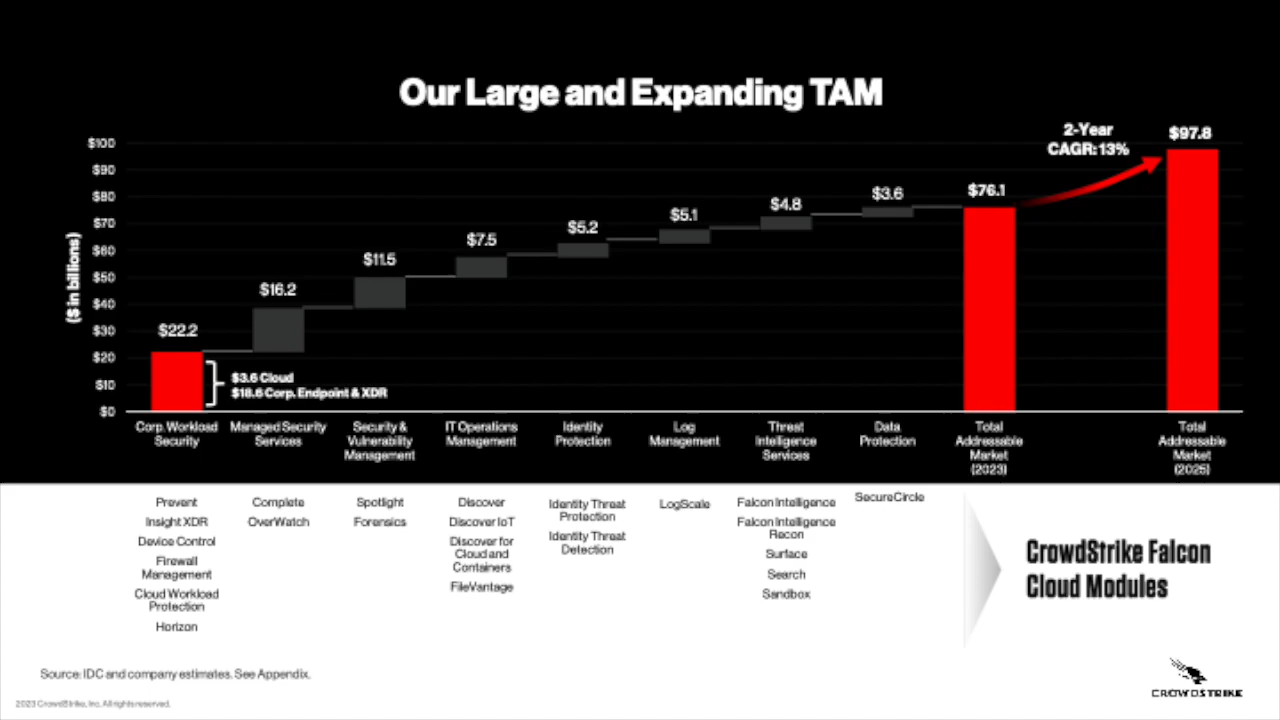 Our Large and Expanding TAM
2-Year
CAGR: 13%
$97.8
$76.1
$3.6
$4.8
$5.1
$5.2
$7.5
$11.5
$16.2
$22.2
$3.6 Cloud
$18.6 Corp. Endpoint & XDR
($ in billions)
$100
$90
$80
$70
$60
$50
$40
$30
$20
$10
$0
Corp. Workload
Security
Managed Security
Services
Security &
Vulnerability
Management
IT Operations
Management
Identity
Protection
Log
Management
Threat
Intelligence
Services
Data
Protection
Total
Addressable
Market
(2023)
Total
Addressable
Market
(2025)
Prevent
Insight XDR
Device Control
Firewall
Management
Cloud Workload
Protection
Horizon
Complete
OverWatch
Spotlight
Forensics
Discover
Discover IoT
Discover for
Cloud and
Containers
FileVantage
Identity Threat
Protection
Identity Threat
Detection
LogScale
Falcon Intelligence
Falcon Intelligence
Recon
Surface
Search
Sandbox
SecureCircle
CrowdStrike Falcon
Cloud Modules
Source: IDC and company estimates. See Appendix.
2023 CrowdStrike, Inc. All rights reserved.
CROWDSTRIKE